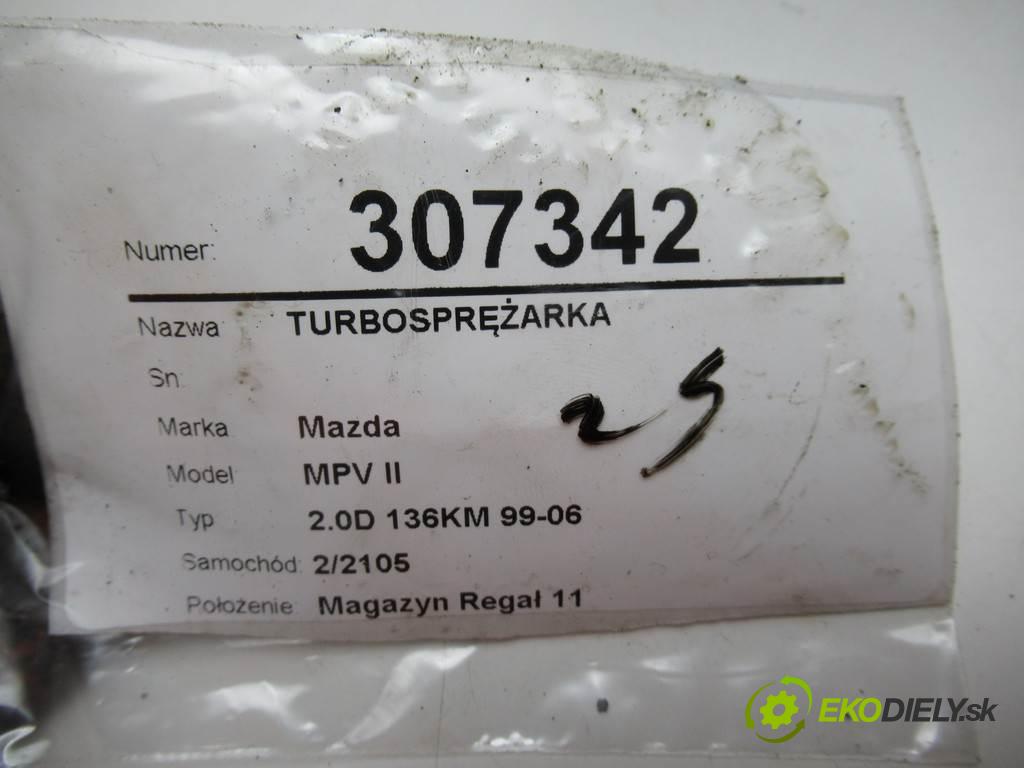 Numer: 307342
Nazwa: TURBOSPRĘŻARKA
Sn:
Marka: Mazda
25
Model: MPV II
Typ 2.0D 136KM 99-06
Samochód: 2/2105
Położenie: Magazyn Regał 11
EKODIELY.sk